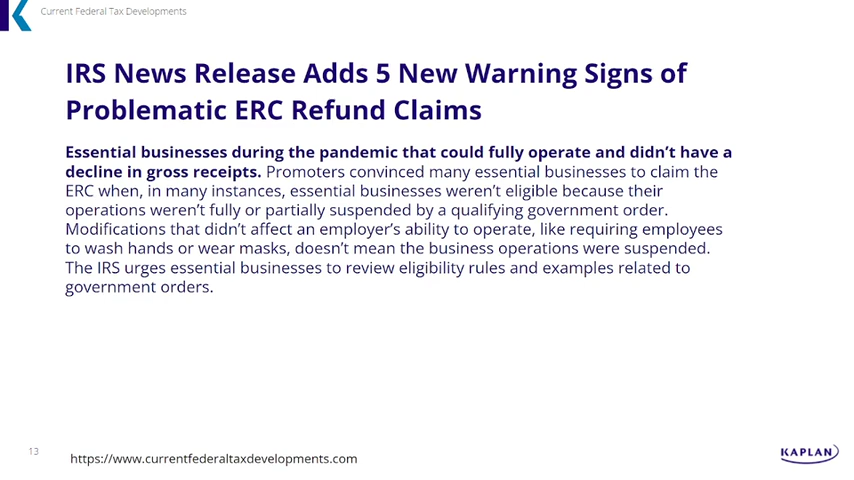 Current Federal Tax Developments
IRS News Release Adds 5 New Warning Signs of
Problematic ERC Refund Claims
Essential businesses during the pandemic that could fully operate and didn’t have a
decline in gross receipts. Promoters convinced many essential businesses to claim the
ERC when, in many instances, essential businesses weren’t eligible because their
operations weren’t fully or partially suspended by a qualifying government order.
Modifications that didn’t affect an employer’s ability to operate, like requiring employees
to wash hands or wear masks, doesn’t mean the business operations were suspended.
The IRS urges essential businesses to review eligibility rules and examples related to
government orders.
13
https://www.currentfederaltaxdevelopments.com
KAPLAN